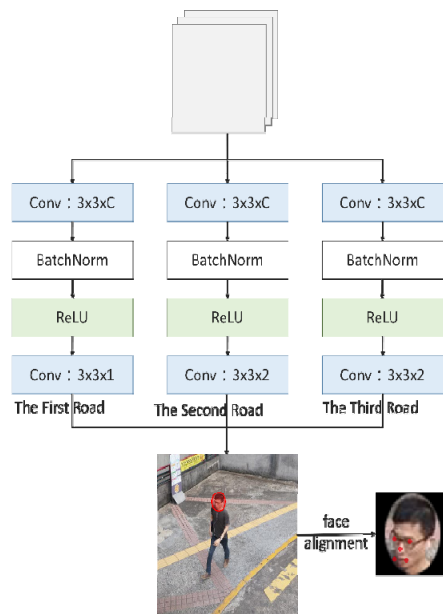 Conv：3x3xC Conv：3x3xC Conv：3x3xC
BatchNorm BatchNorm BatchNorm
ReLU ReLU ReLU
Conv：3x3x1 Conv：3x3x2 Conv：3x3x2
The First Road The Second Road The Third Road
face
alignment